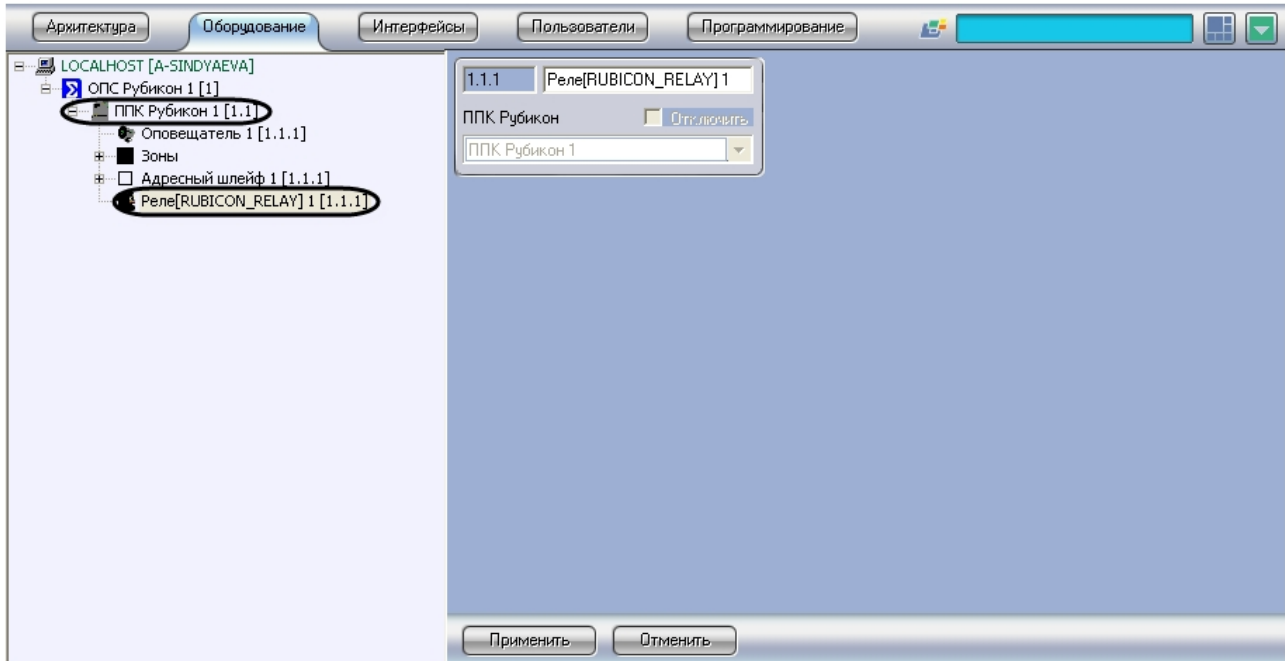 Архитектура Оборудование Интерфейсы Пользователи Программирование
LOCALHOST [A-SINDYAEVA]
ОПС Рубикон 1 [1]
ППК Рубикон 1 [1.1]
Оповещатель 1 [1.1.1]
Зоны
Адресный шлейф 1 [1.1.1]
Реле[RUBICON_RELAY] 1 [1.1.1]
1.1.1 Реле[RUBICON_RELAY] 1
ППК Рубикон Отключить
ППК Рубикон 1
Применить Отменить